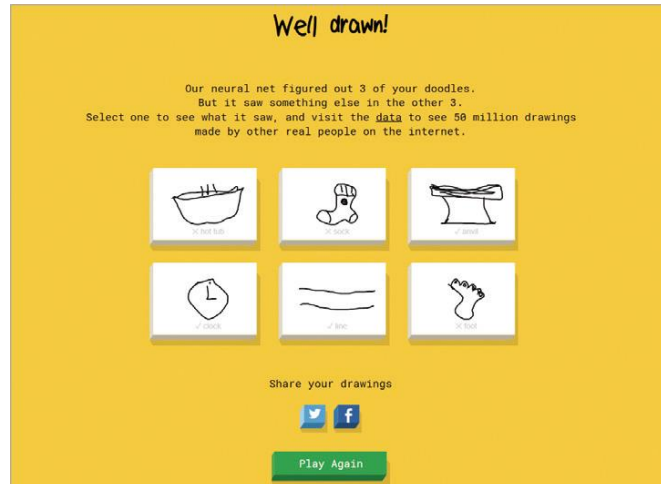 Well drawn!
Our neural net figured out 3 of your doodles.
But it saw something else in the other 3.
Select one to see what it saw, and visit the data to see 50 million drawings
made by other real people on the internet.
× hot tub
× sock
✓ anvil
✓ clock
✓ line
× foot
Share your drawings
Play Again